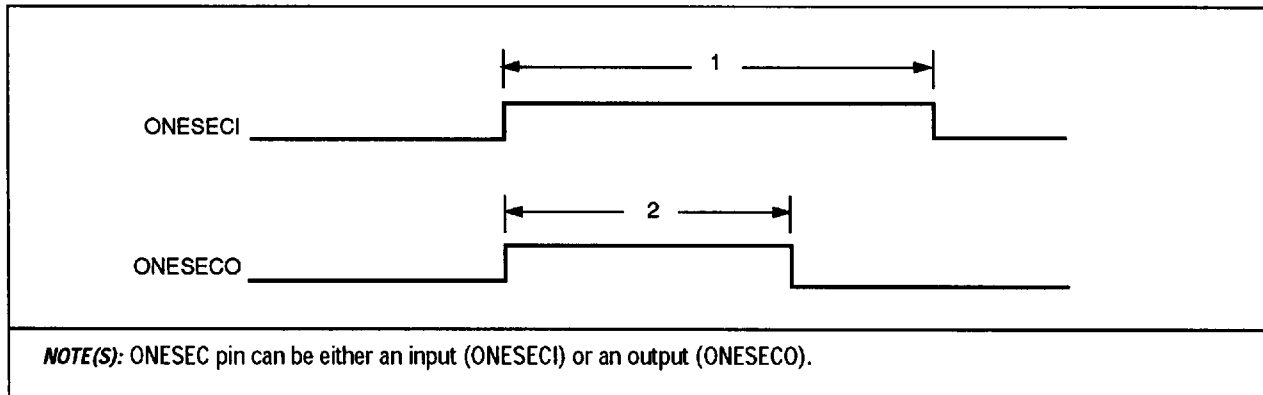 1
ONESECI
2
ONESECO
NOTE(S): ONESEC pin can be either an input (ONESECI) or an output (ONESECO).